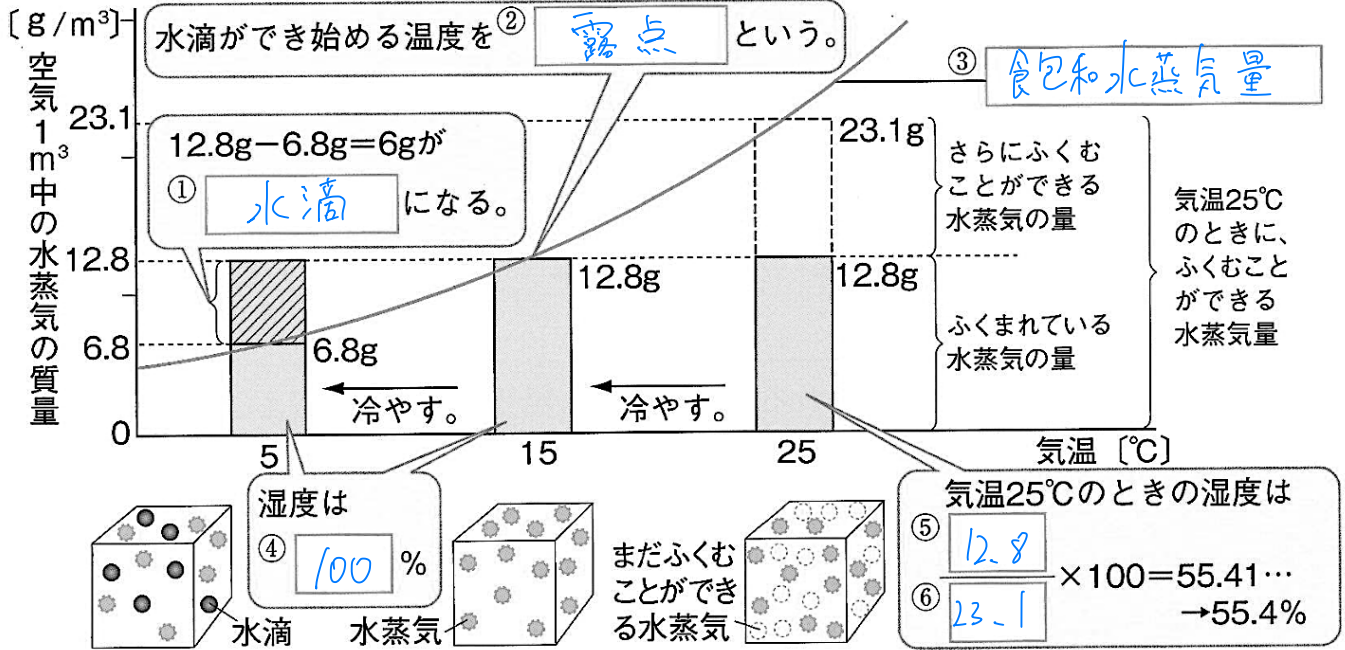 〔g/m³〕
空気1m³中の水蒸気の質量
水滴ができ始める温度を② 露点 という。
③ 飽和水蒸気量
23.1
12.8
6.8
0
12.8g−6.8g=6gが
① 水滴 になる。
23.1g
12.8g
12.8g
6.8g
さらにふくむ
ことができる
水蒸気の量
ふくまれている
水蒸気の量
気温25℃
のときに、
ふくむこと
ができる
水蒸気量
冷やす。
冷やす。
5
15
25
気温〔℃〕
湿度は
④ 100 %
水滴
水蒸気
まだふくむ
ことができ
る水蒸気
気温25℃のときの湿度は
⑤ 12.8
⑥ 23.1
×100=55.41…
→55.4%